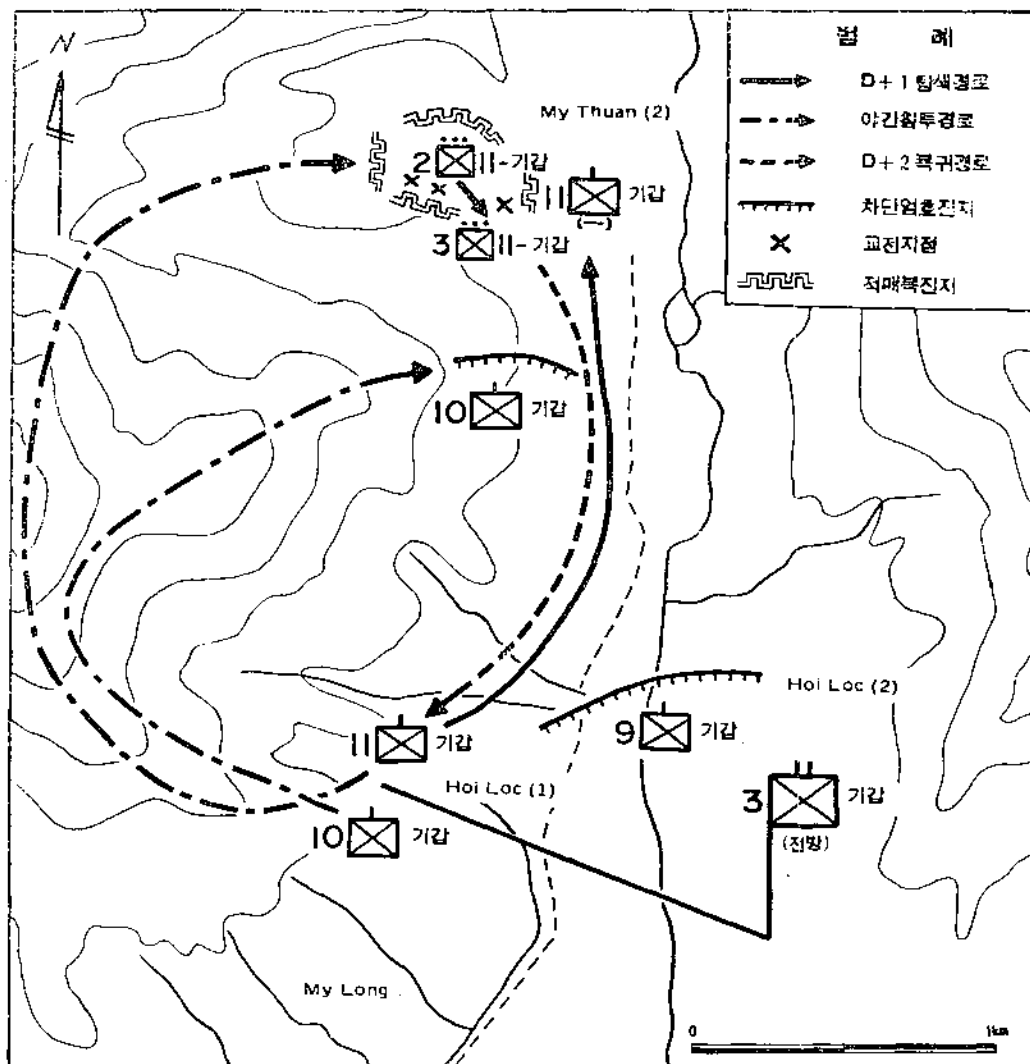 N
범 례
D+1 탐색경로
야간침투경로
D+2 복귀경로
차단엄호진지
교전지점
적매복진지
My Thuan (2)
2 11-기갑
11 기갑
(-)
3 11-기갑
10 기갑
Hoi Loc (2)
9 기갑
11 기갑
Hoi Loc (1)
3 기갑
(전방)
10 기갑
My Long
0 1km